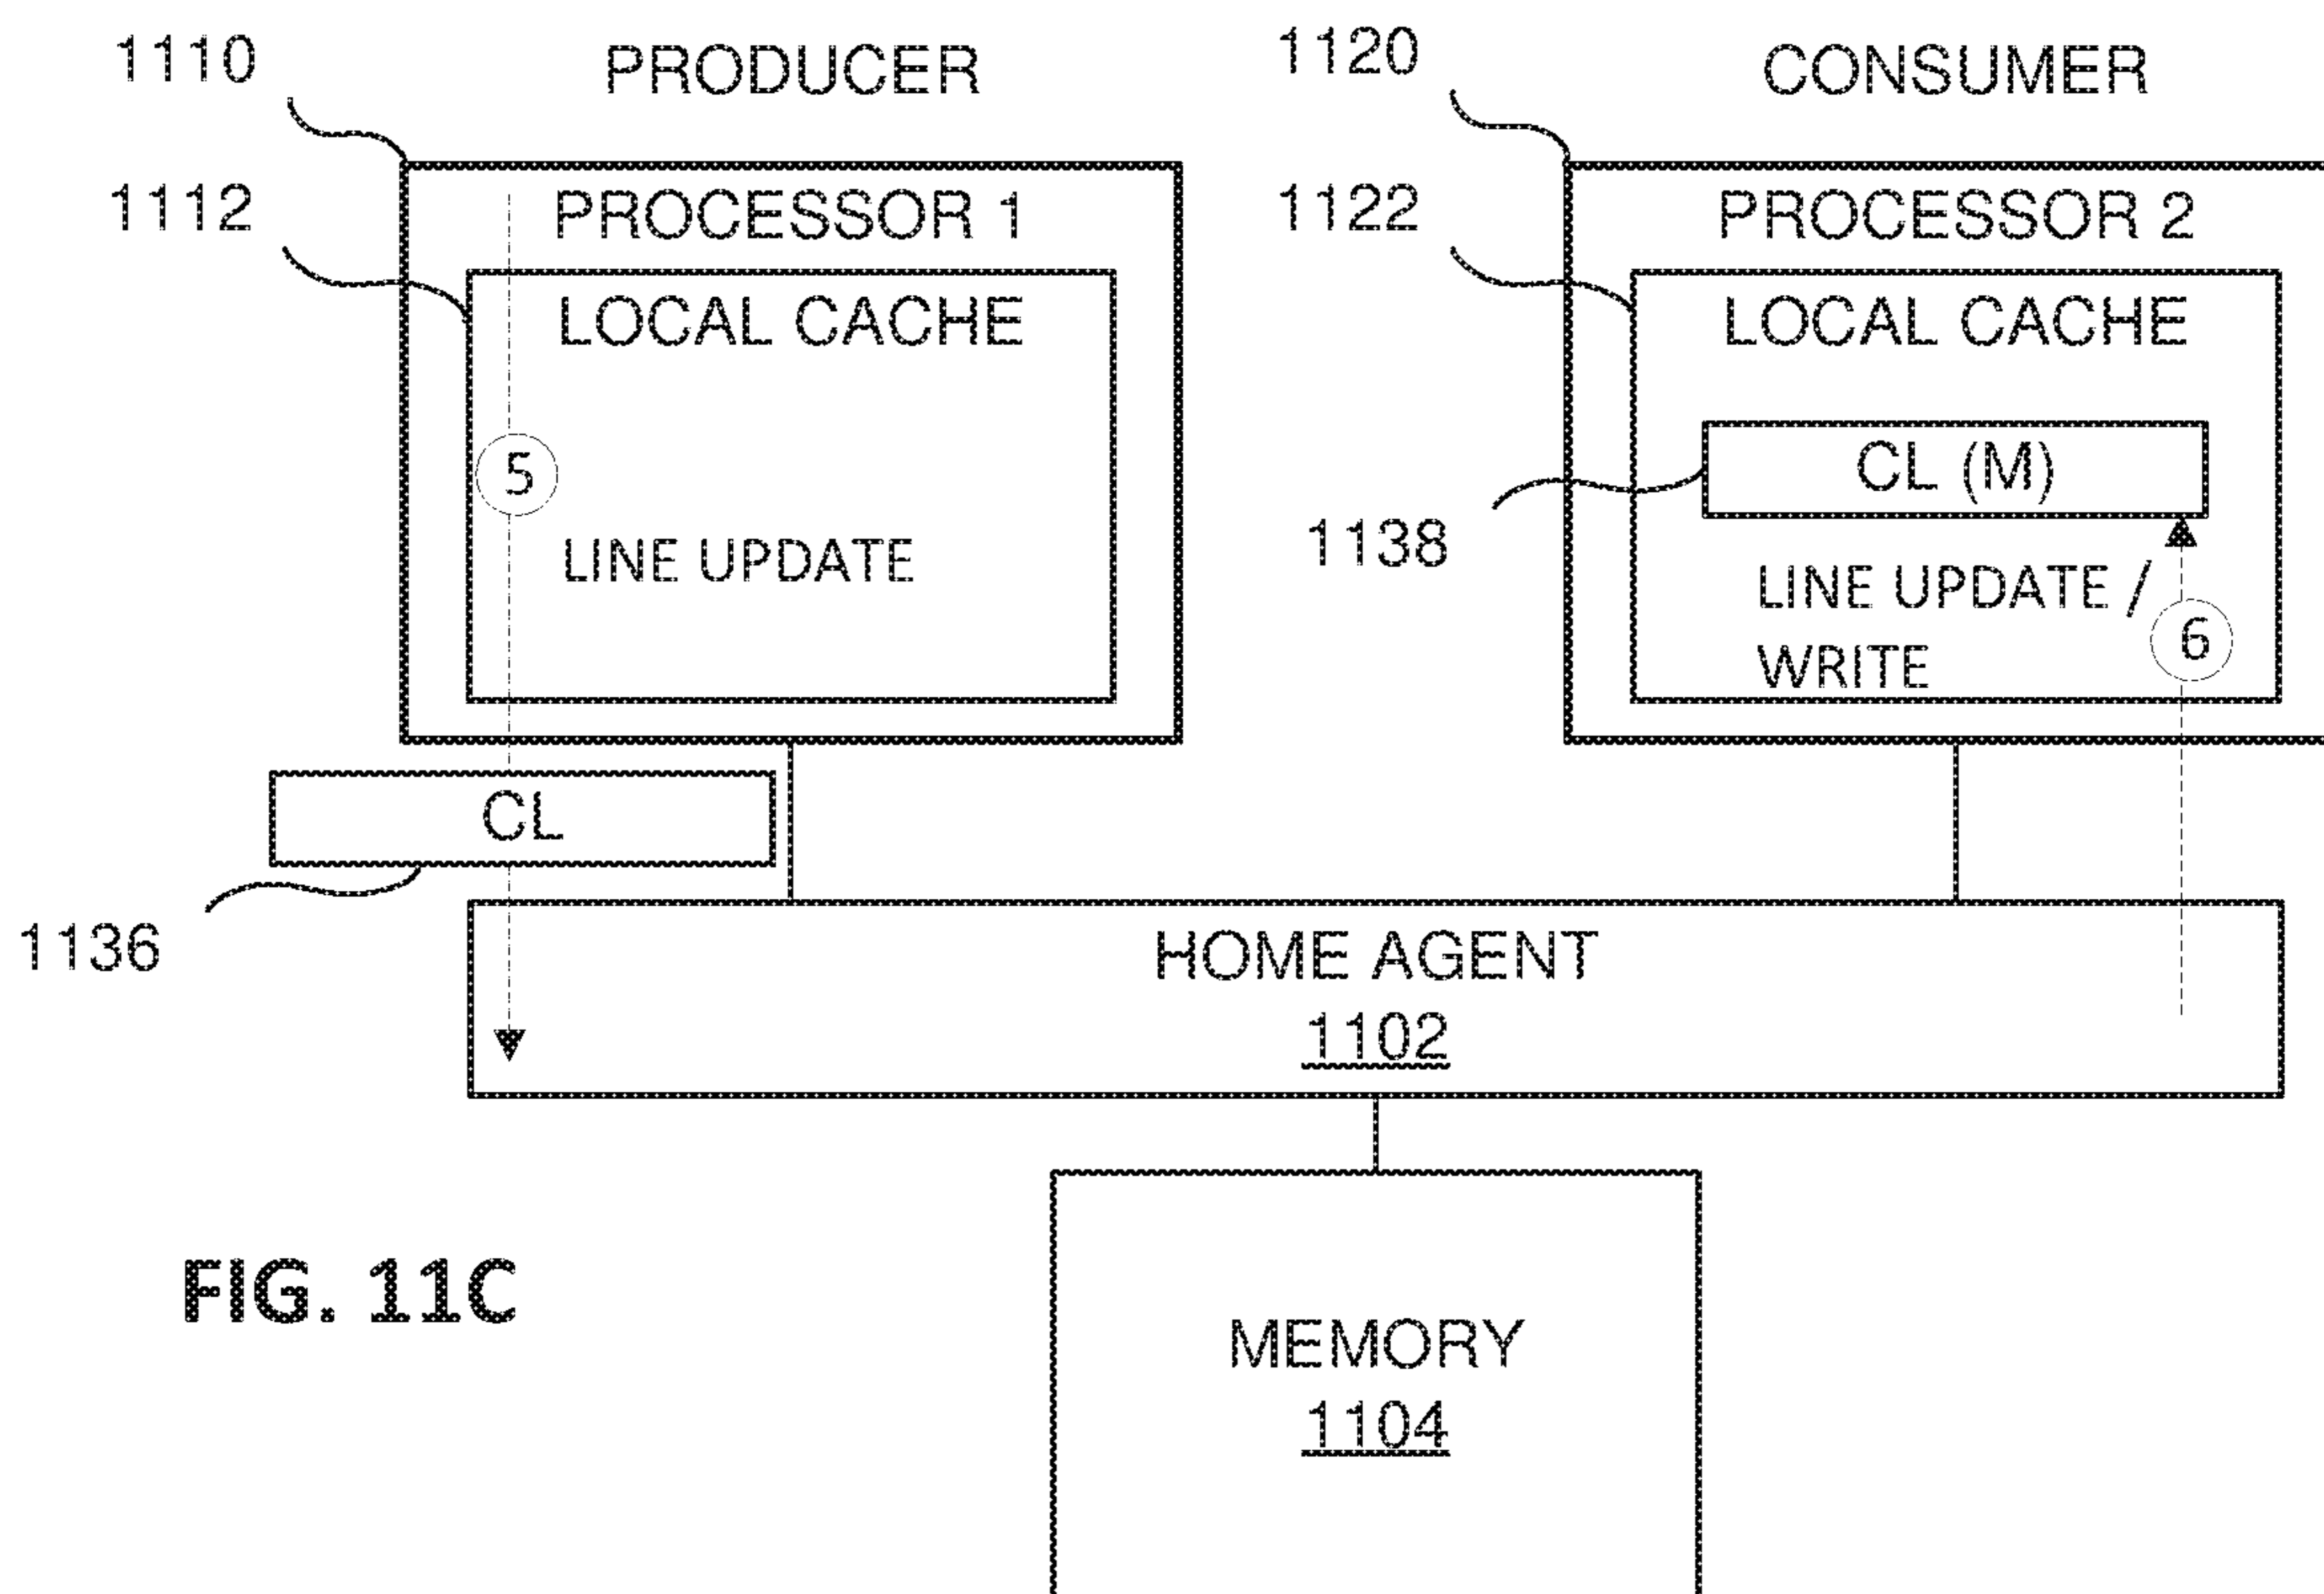 1110
PRODUCER
1120
CONSUMER
1112
PROCESSOR 1
1122
PROCESSOR 2
LOCAL CACHE
LOCAL CACHE
5
CL (M)
1138
LINE UPDATE
LINE UPDATE /
WRITE
6
CL
1136
HOME AGENT
1102
MEMORY
1104
FIG. 11C